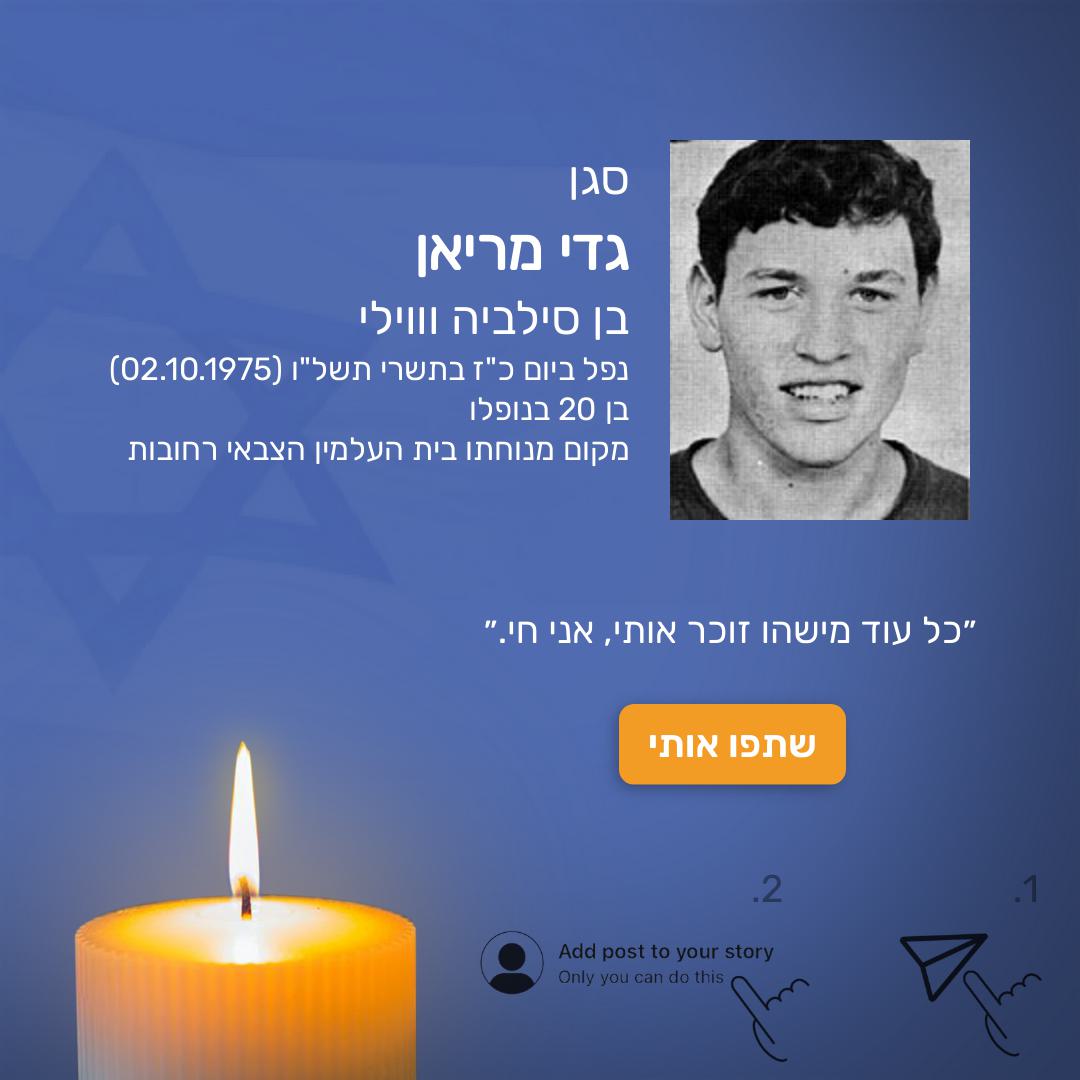 סגן
גדי מריאן
בן סילביה וווילי
נפל ביום כ"ז בתשרי תשל"ו (02.10.1975)
בן 20 בנופלו
מקום מנוחתו בית העלמין הצבאי רחובות
״כל עוד מישהו זוכר אותי, אני חי.״
שתפו אותי
.1
.2
Add post to your story
Only you can do this